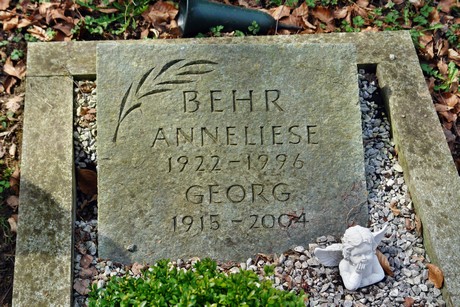 BEHR
ANNELIESE
1922-1996
GEORG
1915-2004